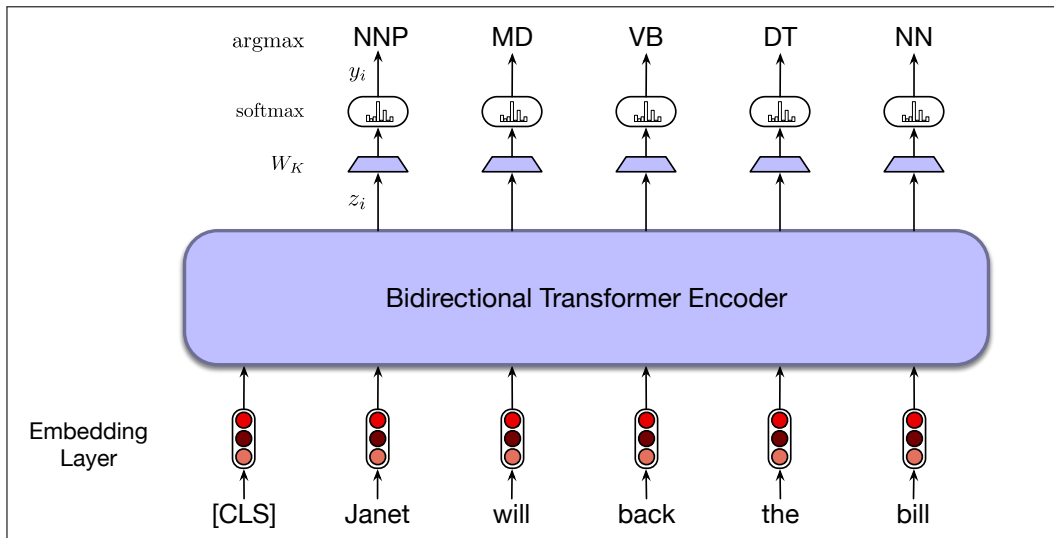 argmax NNP MD VB DT NN
y_i
softmax
W_K
z_i
Bidirectional Transformer Encoder
Embedding
Layer
[CLS] Janet will back the bill